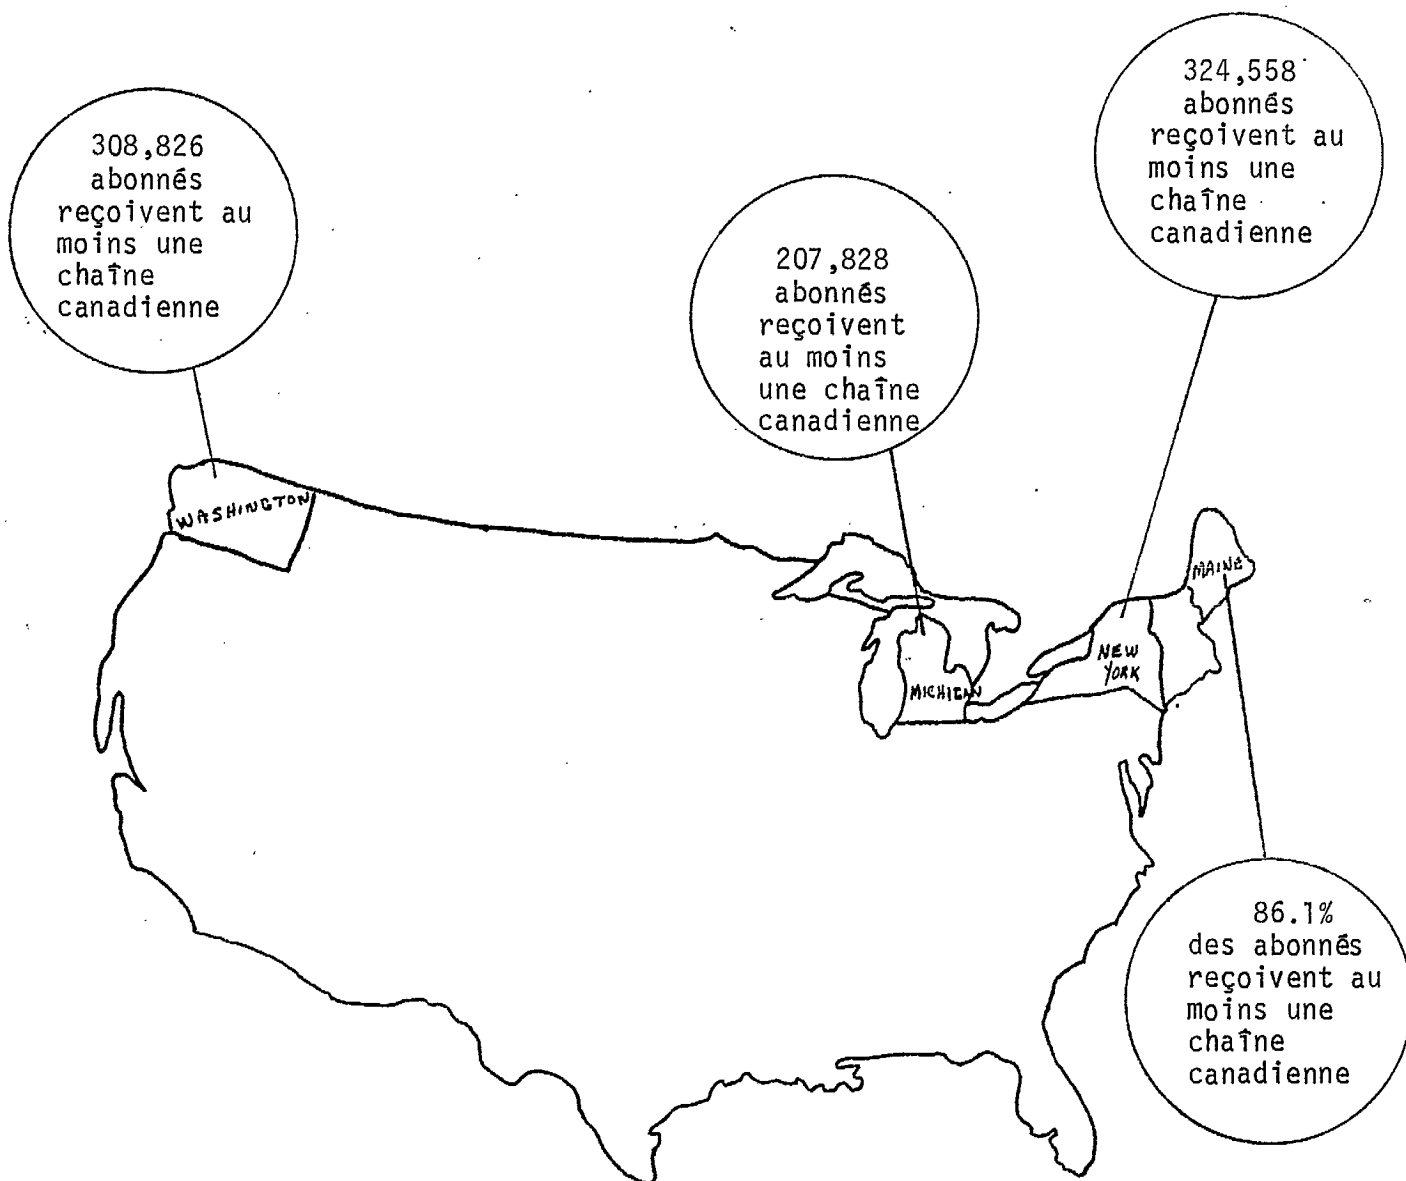 308,826
abonnés
reçoivent au
moins une
chaîne
canadienne
207,828
abonnés
reçoivent
au moins
une chaîne
canadienne
324,558
abonnés
reçoivent au
moins une
chaîne
canadienne
WASHINGTON
MICHIGAN
NEW
YORK
MAINE
86.1%
des abonnés
reçoivent au
moins une
chaîne
canadienne